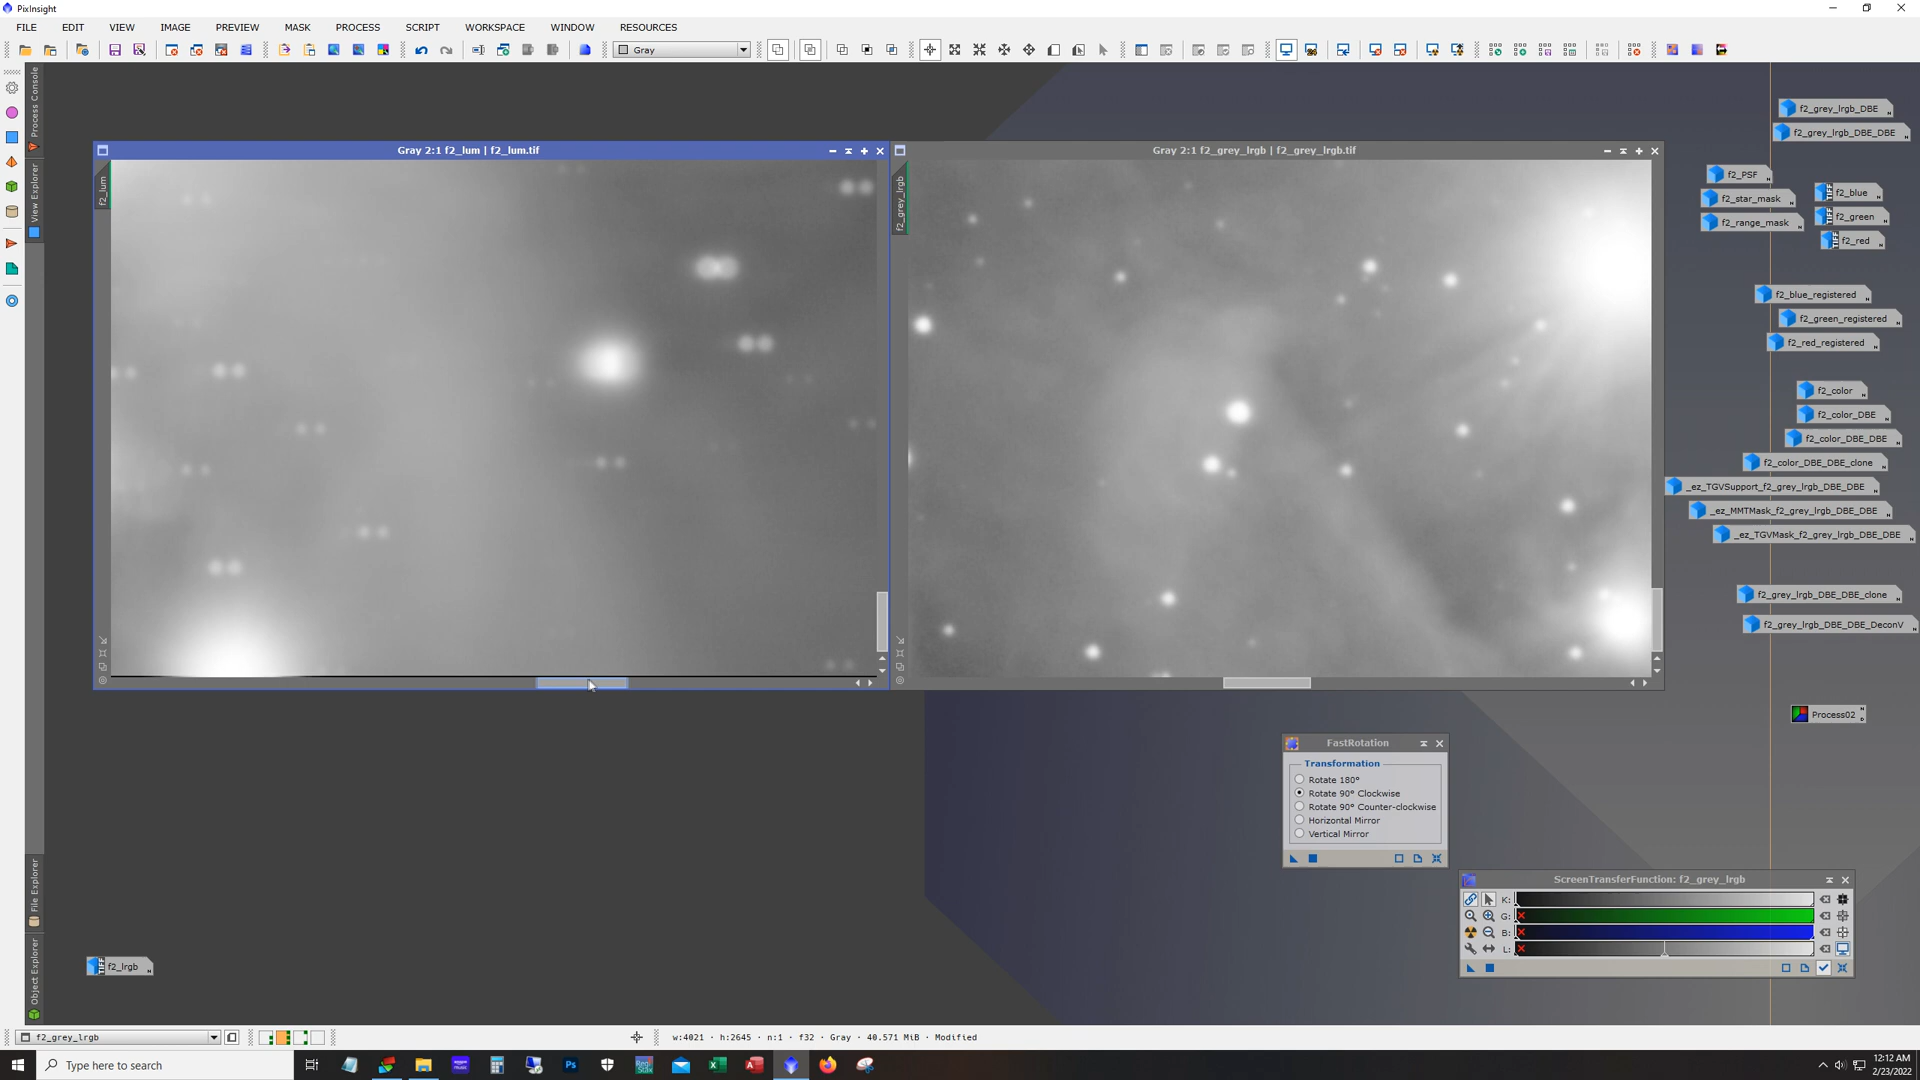 PixInsight
FILE EDIT VIEW IMAGE PROCESS PREVIEW MASK PROCESS SCRIPT WORKSPACE WINDOW RESOURCES
Gray
Process Console
View Explorer
File Explorer
Object Explorer
Gray 2:1 f2_lum | f2_lum.tif
f2_lum
Gray 2:1 f2_grey_lrgb | f2_grey_lrgb.tif
f2_grey_lrgb
f2_grey_lrgb_DBE
f2_grey_lrgb_DBE_DBE
f2_PSF
f2_star_mask
f2_range_mask
f2_blue
f2_green
f2_red
f2_blue_registered
f2_green_registered
f2_red_registered
f2_color
f2_color_DBE
f2_color_DBE_DBE
f2_color_DBE_DBE_clone
_ez_TGVSupport_f2_grey_lrgb_DBE_DBE
_ez_MMTMask_f2_grey_lrgb_DBE_DBE
_ez_TGVMask_f2_grey_lrgb_DBE_DBE
f2_grey_lrgb_DBE_DBE_clone
f2_grey_lrgb_DBE_DBE_DeconV
Process02
FastRotation
Transformation
Rotate 180°
Rotate 90° Clockwise
Rotate 90° Counter-clockwise
Horizontal Mirror
Vertical Mirror
ScreenTransferFunction: f2_grey_lrgb
K:
G:
B:
L:
f2_lrgb
f2_grey_lrgb
w:4021 · h:2645 · n:1 · f32 · Gray · 40.571 MiB · Modified
Type here to search
12:12 AM
2/23/2022